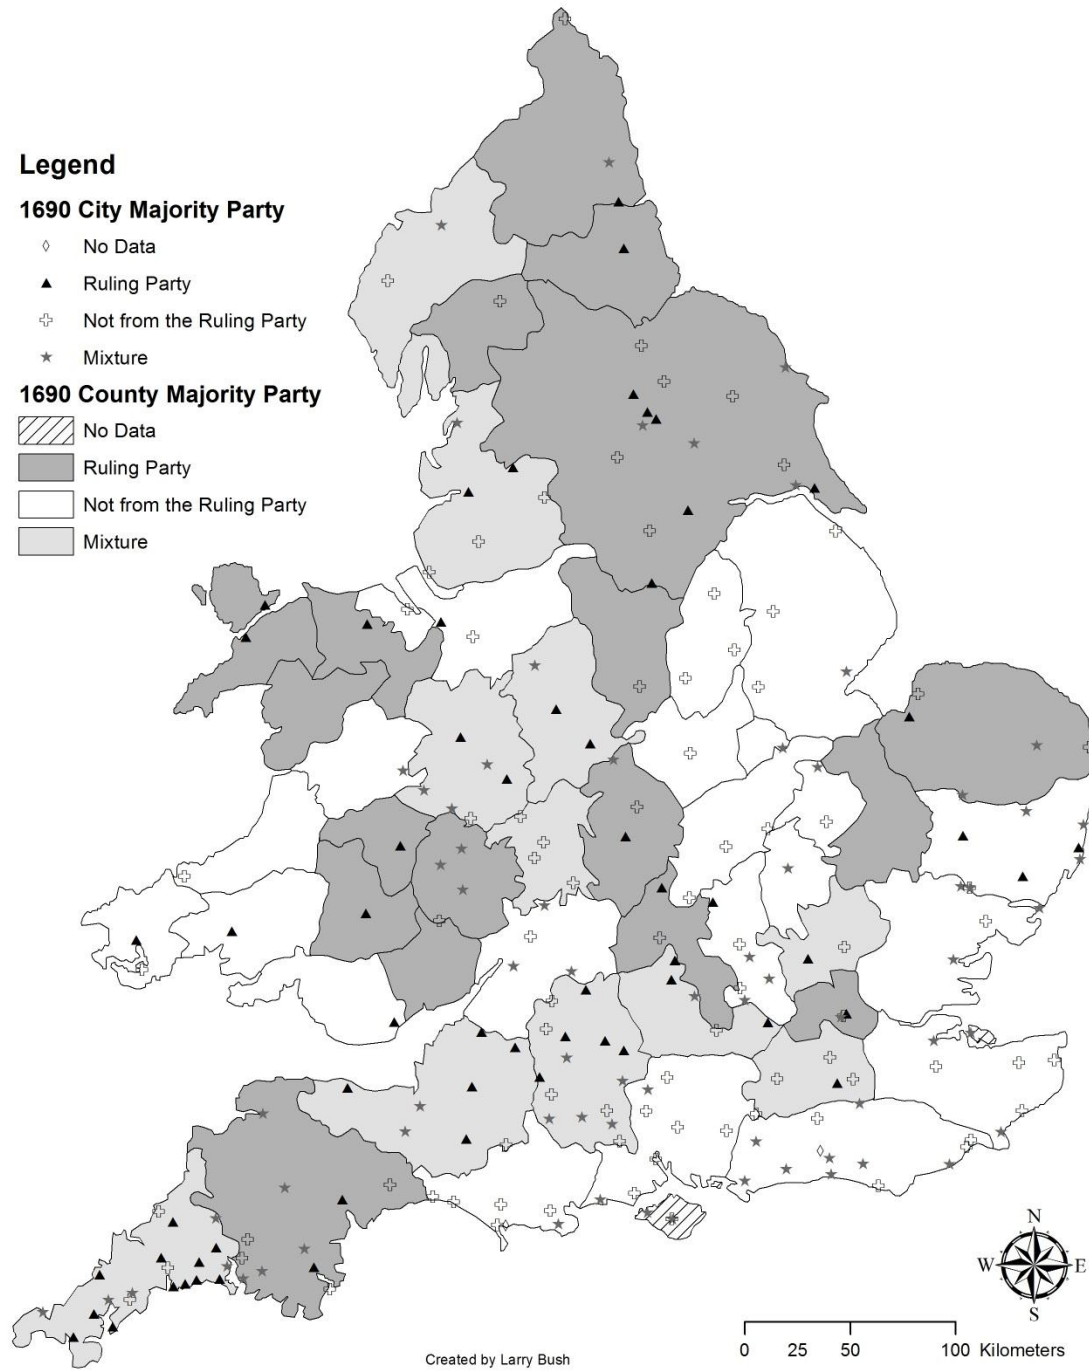 Legend
1690 City Majority Party
No Data
Ruling Party
Not from the Ruling Party
Mixture
1690 County Majority Party
No Data
Ruling Party
Not from the Ruling Party
Mixture
N
W E
S
0 50 100 Kilometers
Created by Larry Bush